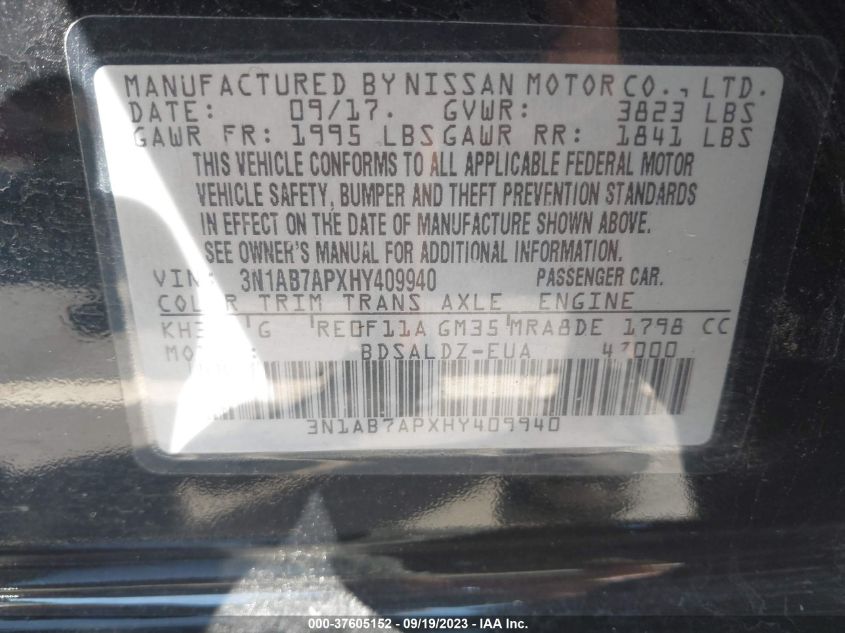 MANUFACTURED BY NISSAN MOTOR CO., LTD.
DATE: 09/17. GVWR: 3823 LBS
GAWR FR: 1995 LBS GAWR RR: 1841 LBS
THIS VEHICLE CONFORMS TO ALL APPLICABLE FEDERAL MOTOR
VEHICLE SAFETY, BUMPER AND THEFT PREVENTION STANDARDS
IN EFFECT ON THE DATE OF MANUFACTURE SHOWN ABOVE.
SEE OWNER'S MANUAL FOR ADDITIONAL INFORMATION.
VIN: 3N1AB7APXHY409940 PASSENGER CAR.
COLOR TRIM TRANS AXLE ENGINE
G RE0F11A GM35 MRA8DE 1798 CC
BDSALDZ-EUA
3N1AB7APXHY409940
000-37605152 - 09/19/2023 - IAA Inc.